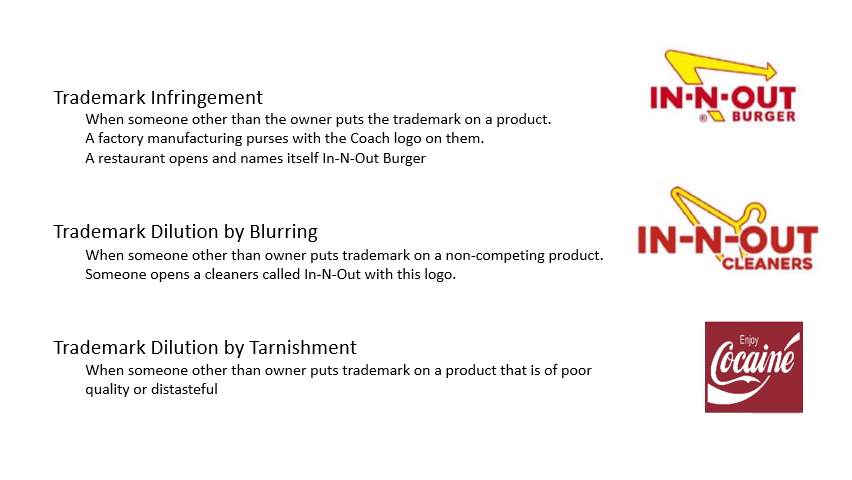 Trademark Infringement
When someone other than the owner puts the trademark on a product.
A factory manufacturing purses with the Coach logo on them.
A restaurant opens and names itself In-N-Out Burger
IN-N-OUT
® BURGER
Trademark Dilution by Blurring
When someone other than owner puts trademark on a non-competing product.
Someone opens a cleaners called In-N-Out with this logo.
IN-N-OUT
CLEANERS
Trademark Dilution by Tarnishment
When someone other than owner puts trademark on a product that is of poor
quality or distasteful
Enjoy
Cocaine